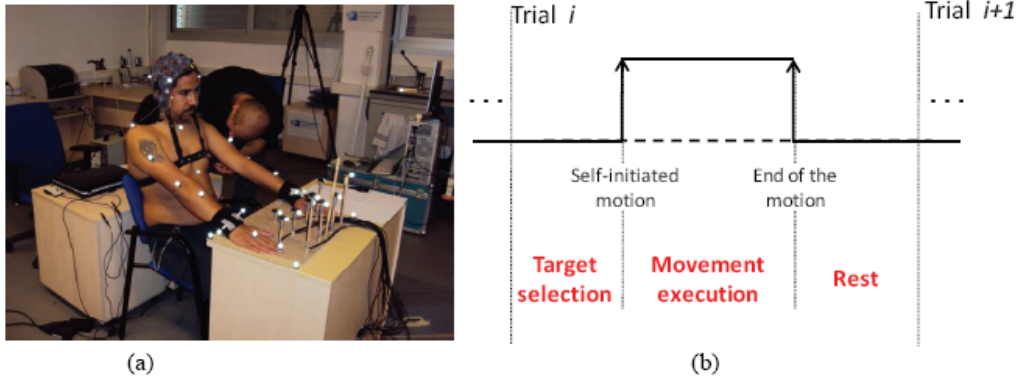 Trial i
Trial i+1
...
...
Self-initiated
motion
End of the
motion
Target
selection
Movement
execution
Rest
(a)
(b)